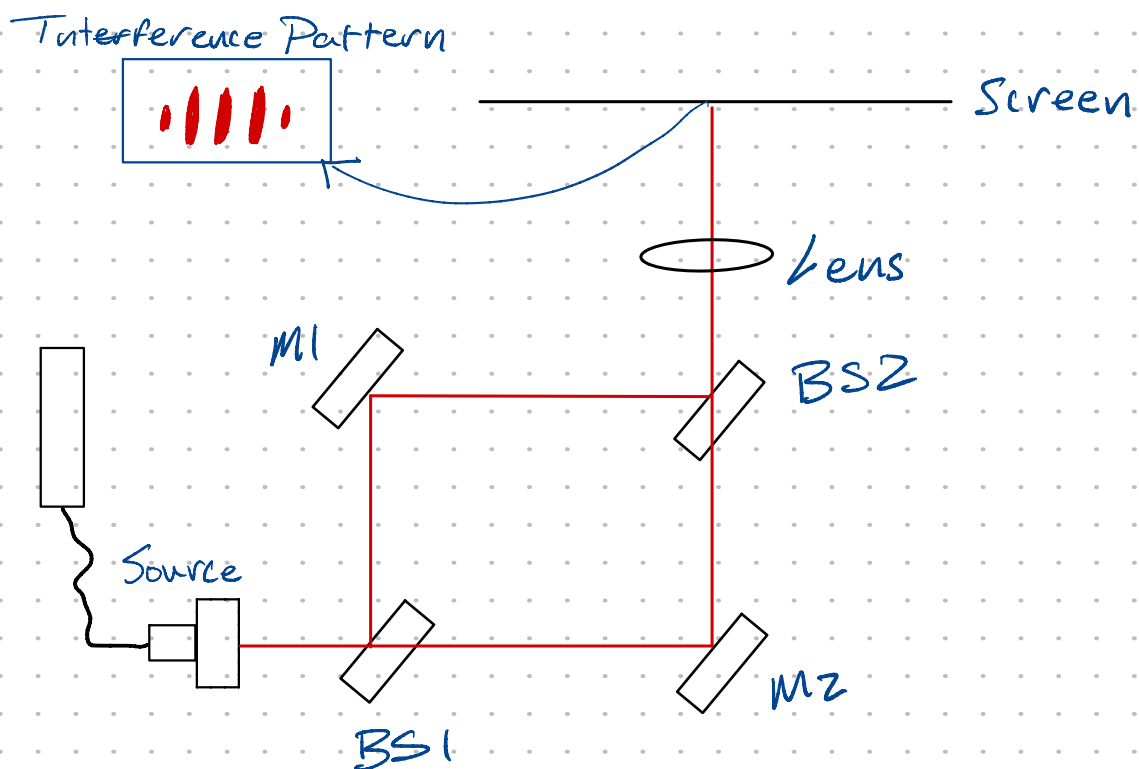 Interference Pattern
Screen
Lens
M1
BS2
Source
M2
BS1